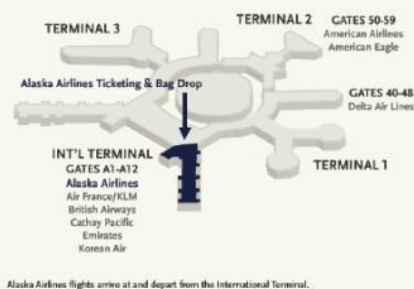 TERMINAL 3
TERMINAL 2
GATES 50-59
American Airlines
American Eagle
Alaska Airlines Ticketing & Bag Drop
GATES 40-48
Delta Air Lines
INT'L TERMINAL
GATES A1-A12
Alaska Airlines
Air France/KLM
British Airways
Cathay Pacific
Emirates
Korean Air
TERMINAL 1
Alaska Airlines flights arrive at and depart from the International Terminal.